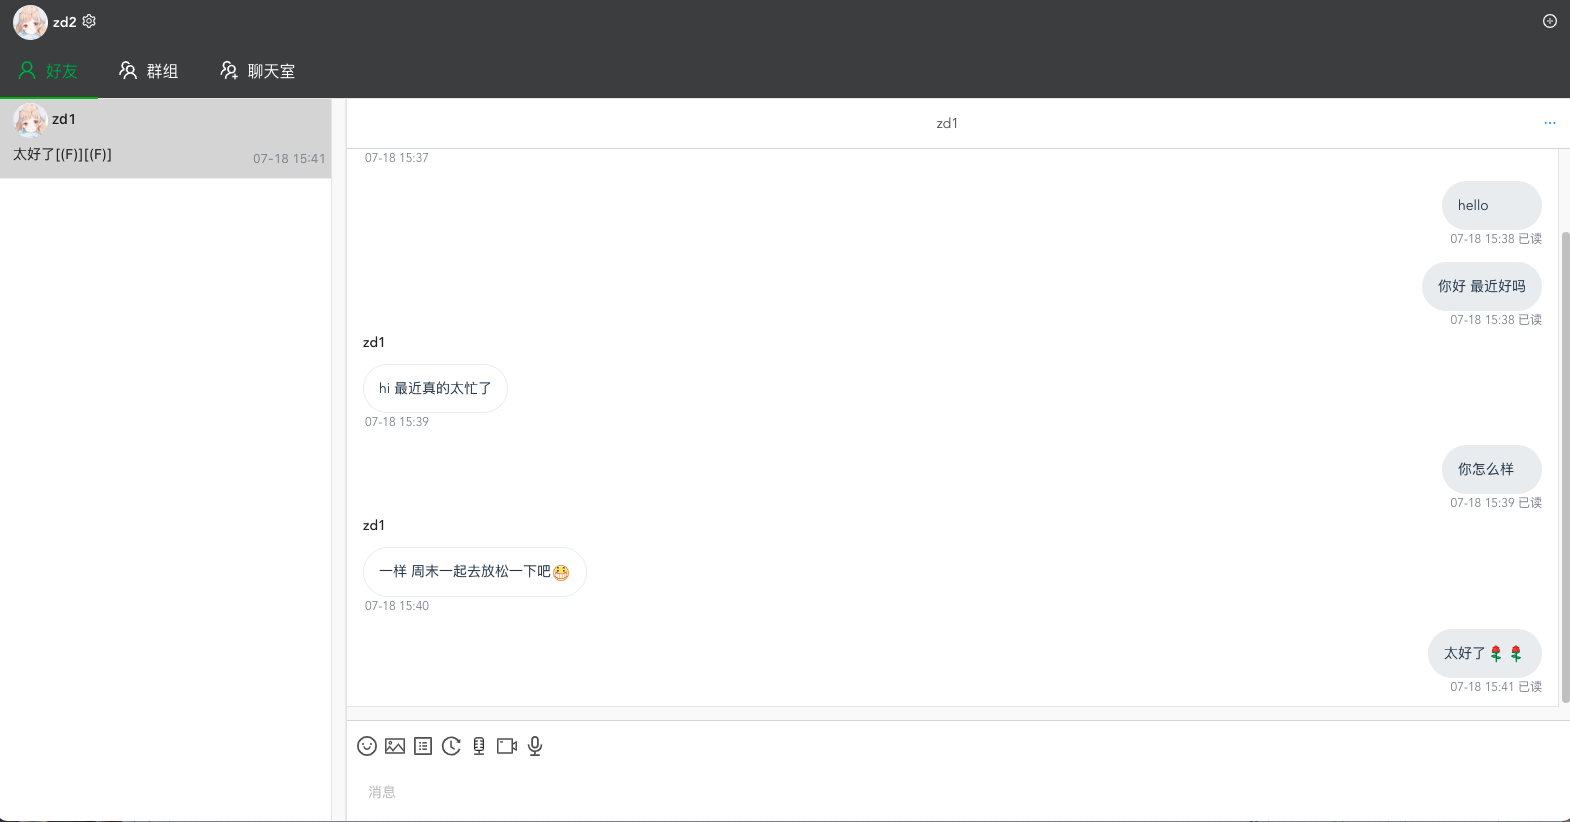 zd2
好友 群组 聊天室
zd1
太好了[(F)][(F)] 07-18 15:41
zd1
07-18 15:37
hello
07-18 15:38 已读
你好 最近好吗
07-18 15:38 已读
zd1
hi 最近真的太忙了
07-18 15:39
你怎么样
07-18 15:39 已读
zd1
一样 周末一起去放松一下吧
07-18 15:40
太好了
07-18 15:41 已读
消息